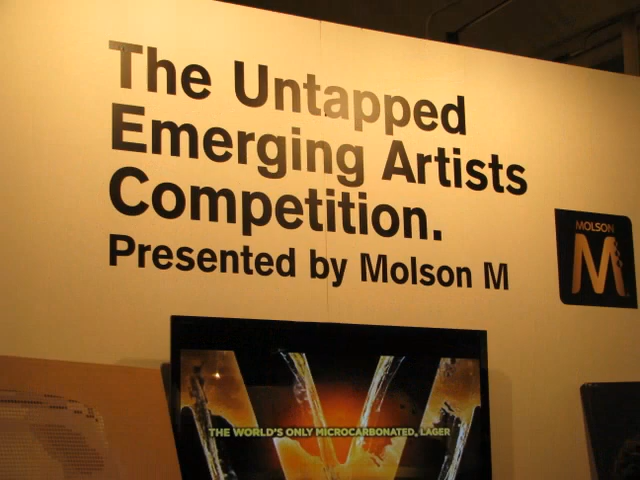 The Untapped
Emerging Artists
Competition.
Presented by Molson M
MOLSON
M
THE WORLD'S ONLY MICROCARBONATED, LAGER